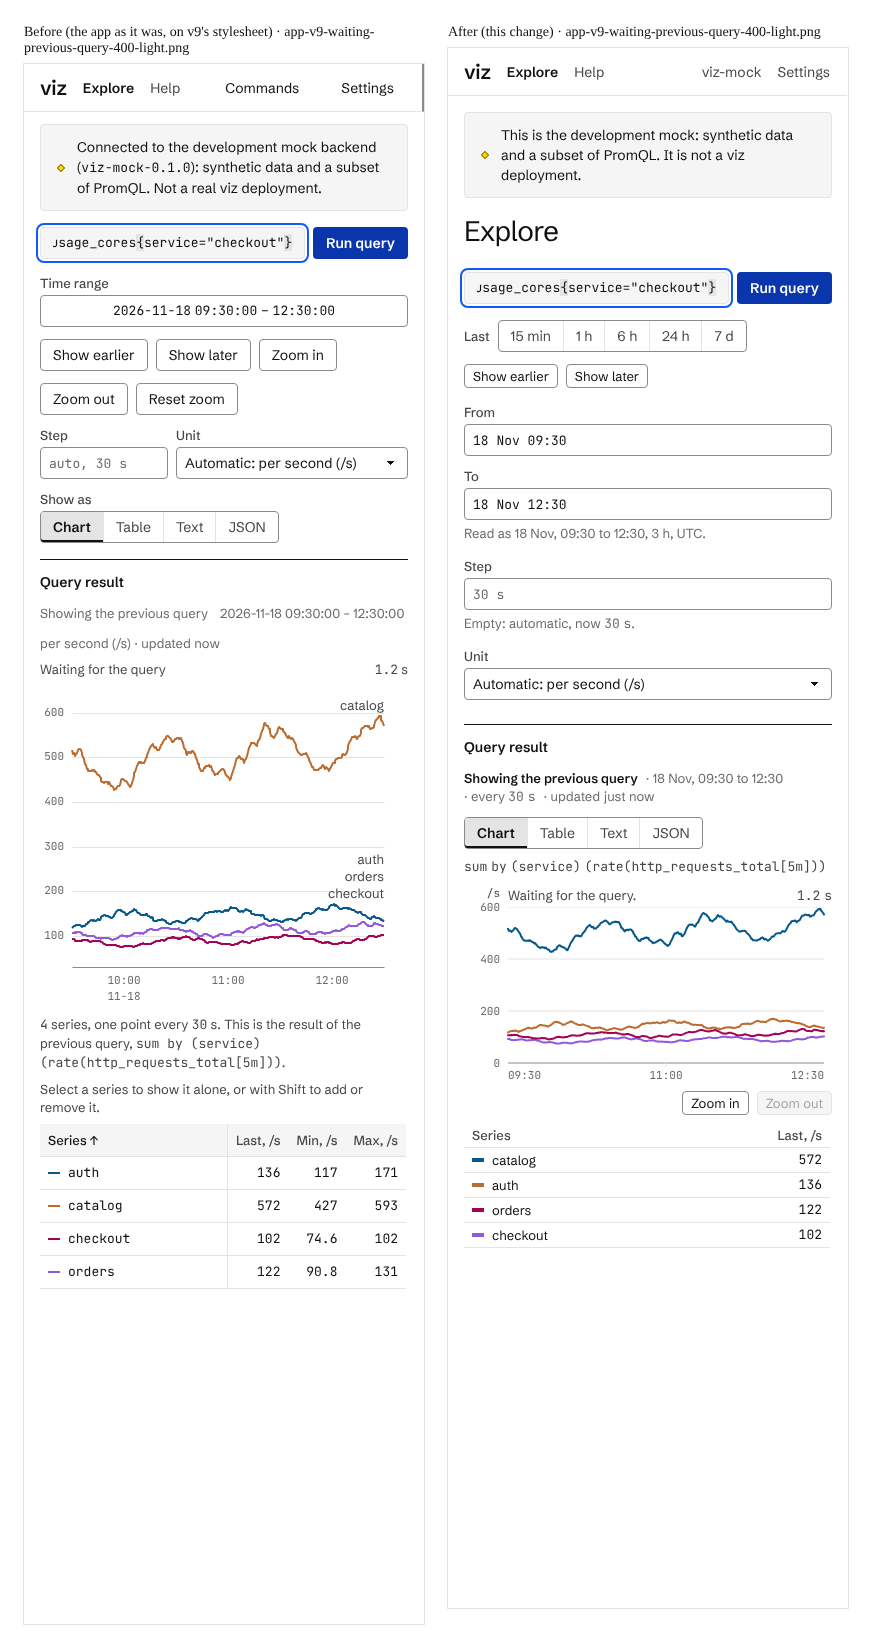 Before (the app as it was, on v9's stylesheet) · app-v9-waiting-
previous-query-400-light.png
viz Explore Help Commands Settings
Connected to the development mock backend
(viz-mock-0.1.0): synthetic data and a subset
of PromQL. Not a real viz deployment.
usage_cores{service="checkout"} Run query
Time range
2026-11-18 09:30:00 – 12:30:00
Show earlier Show later Zoom in
Zoom out Reset zoom
Step Unit
auto, 30 s Automatic: per second (/s)
Show as
Chart Table Text JSON
Query result
Showing the previous query 2026-11-18 09:30:00 – 12:30:00
per second (/s) · updated now
Waiting for the query 1.2 s
catalog
600
500
400
300
auth
orders
200
checkout
100
10:00 11:00 12:00
11-18
4 series, one point every 30 s. This is the result of the
previous query, sum by (service)
(rate(http_requests_total[5m])).
Select a series to show it alone, or with Shift to add or
remove it.
Series ↑ Last, /s Min, /s Max, /s
auth 136 117 171
catalog 572 427 593
checkout 102 74.6 102
orders 122 90.8 131
After (this change) · app-v9-waiting-previous-query-400-light.png
viz Explore Help viz-mock Settings
This is the development mock: synthetic data
and a subset of PromQL. It is not a viz
deployment.
Explore
usage_cores{service="checkout"} Run query
Last 15 min 1 h 6 h 24 h 7 d
Show earlier Show later
From
18 Nov 09:30
To
18 Nov 12:30
Read as 18 Nov, 09:30 to 12:30, 3 h, UTC.
Step
30 s
Empty: automatic, now 30 s.
Unit
Automatic: per second (/s)
Query result
Showing the previous query · 18 Nov, 09:30 to 12:30
· every 30 s · updated just now
Chart Table Text JSON
sum by (service) (rate(http_requests_total[5m]))
/s Waiting for the query. 1.2 s
600
400
200
0
09:30 11:00 12:30
Zoom in Zoom out
Series Last, /s
catalog 572
auth 136
orders 122
checkout 102